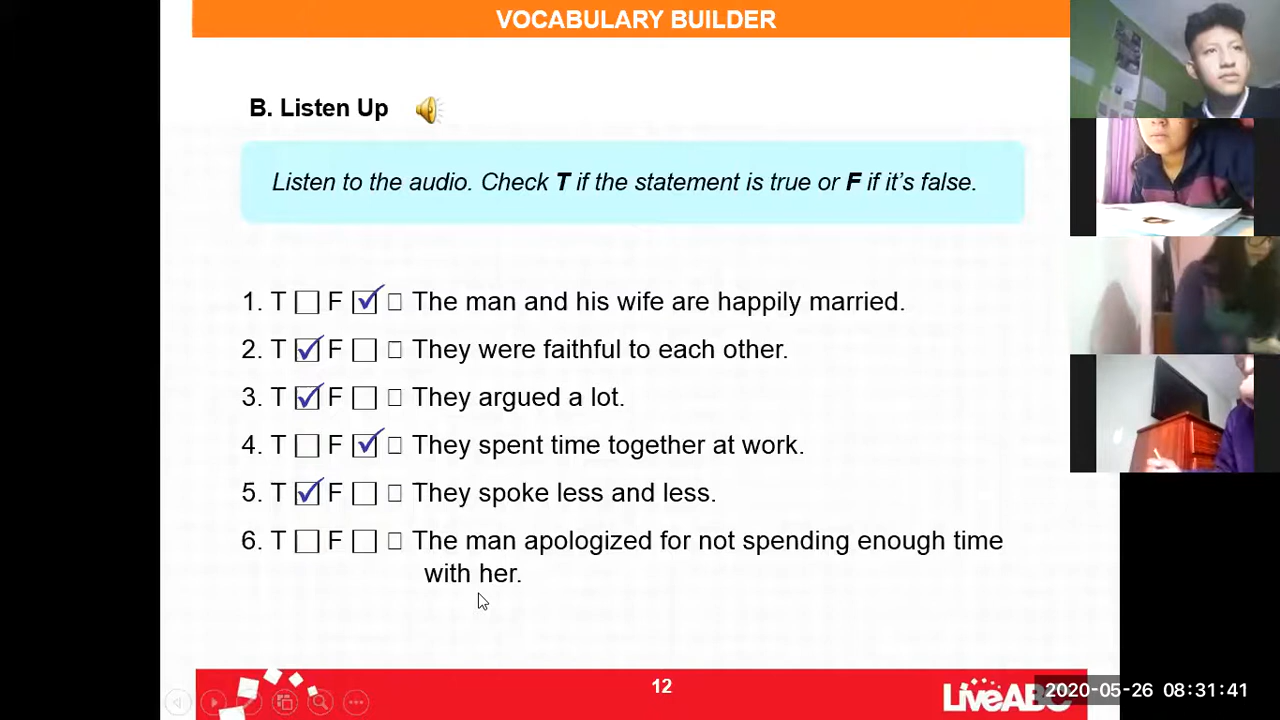 VOCABULARY BUILDER
B. Listen Up
Listen to the audio. Check T if the statement is true or F if it's false.
1. T F The man and his wife are happily married.
2. T F They were faithful to each other.
3. T F They argued a lot.
4. T F They spent time together at work.
5. T F They spoke less and less.
6. T F The man apologized for not spending enough time
with her.
12
LiveABC
2020-05-26 08:31:41